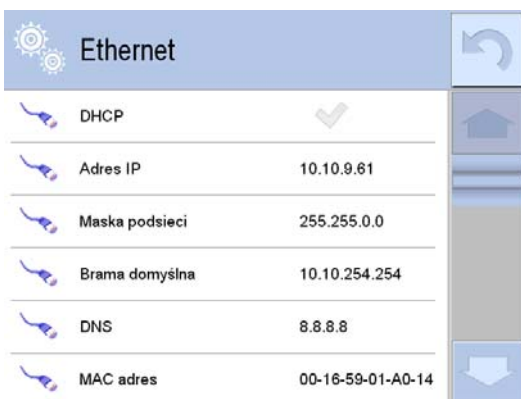 Ethernet
DHCP
Adres IP 10.10.9.61
Maska podsieci 255.255.0.0
Brama domyślna 10.10.254.254
DNS 8.8.8.8
MAC adres 00-16-59-01-A0-14